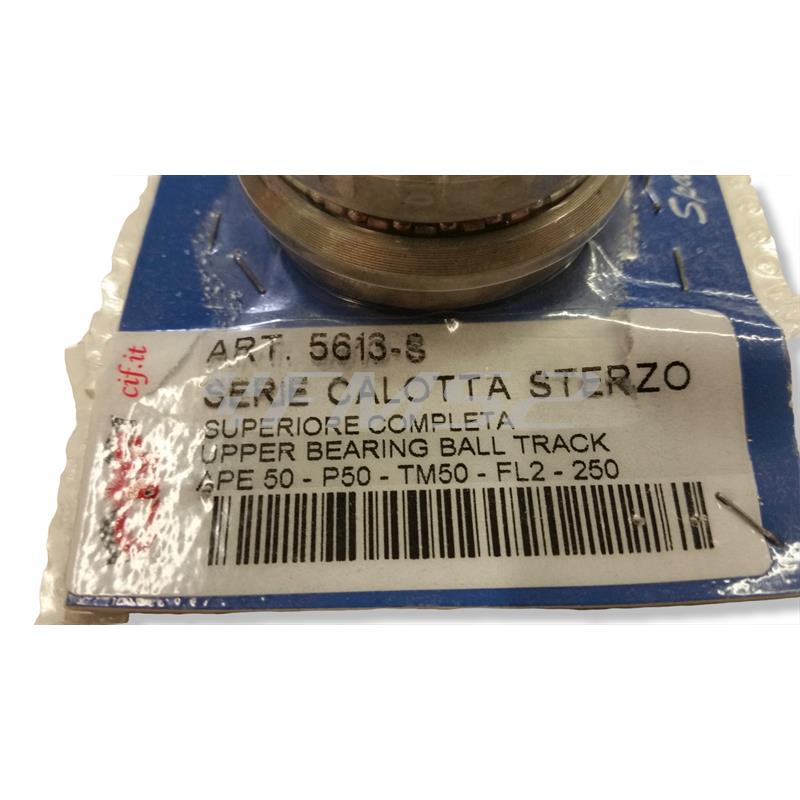 ART. 5613-S
SERIE CALOTTA STERZO
SUPERIORE COMPLETA
UPPER BEARING BALL TRACK
APE 50 - P50 - TM50 - FL2 - 250
cif.it